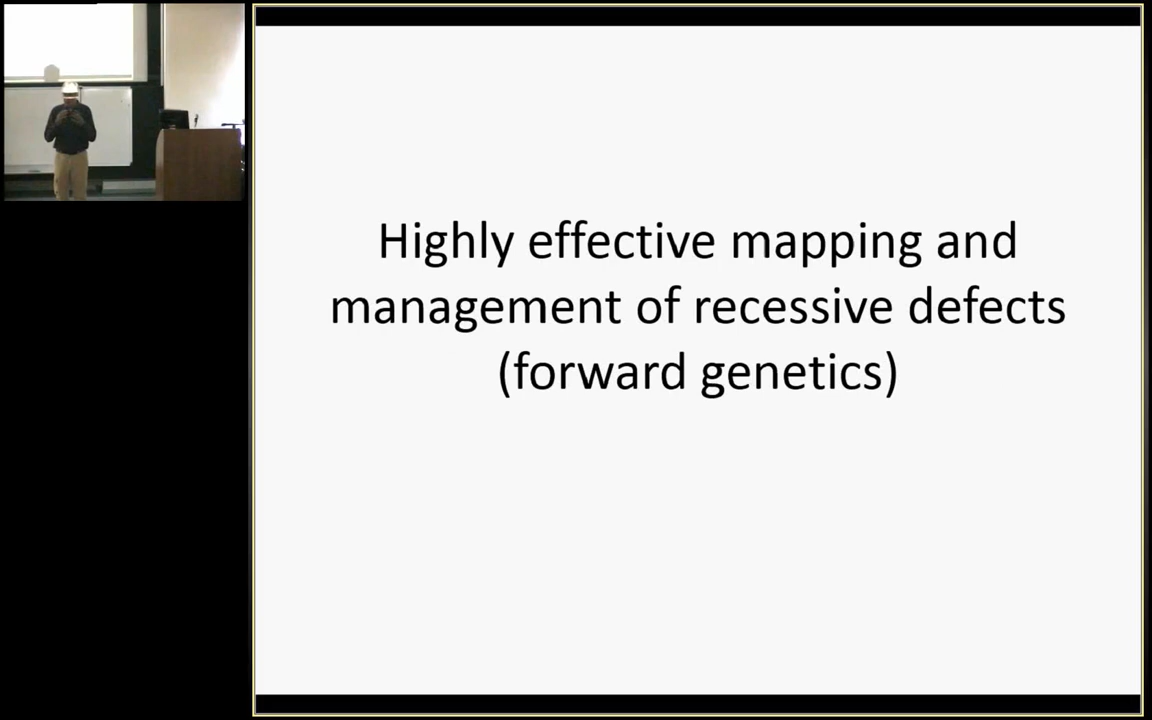 Highly effective mapping and
management of recessive defects
(forward genetics)